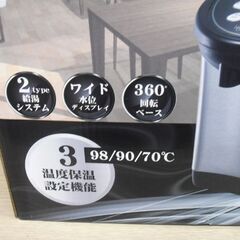 2 type
給湯
システム
ワイド
水位
ディスプレイ
360°
回転
ベース
3
温度保温
設定機能
98/90/70℃